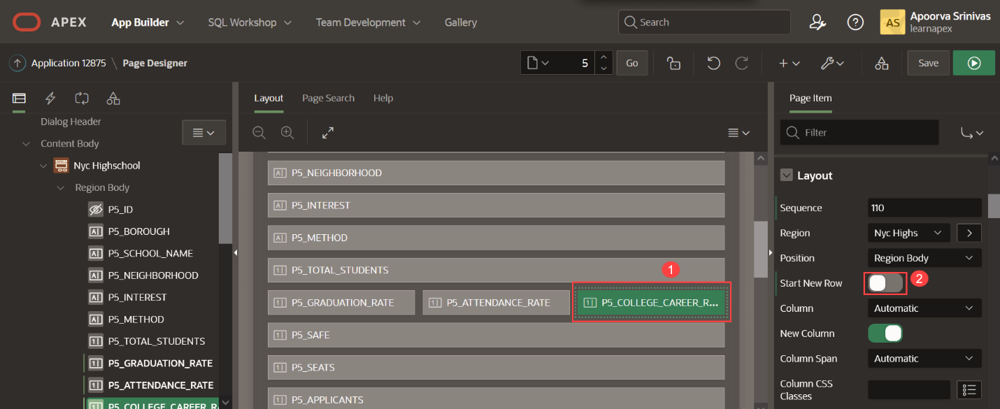 APEX
App Builder
SQL Workshop
Team Development
Gallery
Search
AS
Apoorva Srinivas
learnapex
Application 12875 \ Page Designer
5
Go
Save
Dialog Header
Content Body
Nyc Highschool
Region Body
P5_ID
P5_BOROUGH
P5_SCHOOL_NAME
P5_NEIGHBORHOOD
P5_INTEREST
P5_METHOD
P5_TOTAL_STUDENTS
P5_GRADUATION_RATE
P5_ATTENDANCE_RATE
P5_COLLEGE_CAREER_RA
Layout
Page Search
Help
P5_NEIGHBORHOOD
P5_INTEREST
P5_METHOD
P5_TOTAL_STUDENTS
1
P5_GRADUATION_RATE
P5_ATTENDANCE_RATE
P5_COLLEGE_CAREER_R...
P5_SAFE
P5_SEATS
P5_APPLICANTS
Page Item
Filter
Layout
Sequence
110
Region
Nyc Highs
Position
Region Body
Start New Row
2
Column
Automatic
New Column
Column Span
Automatic
Column CSS
Classes